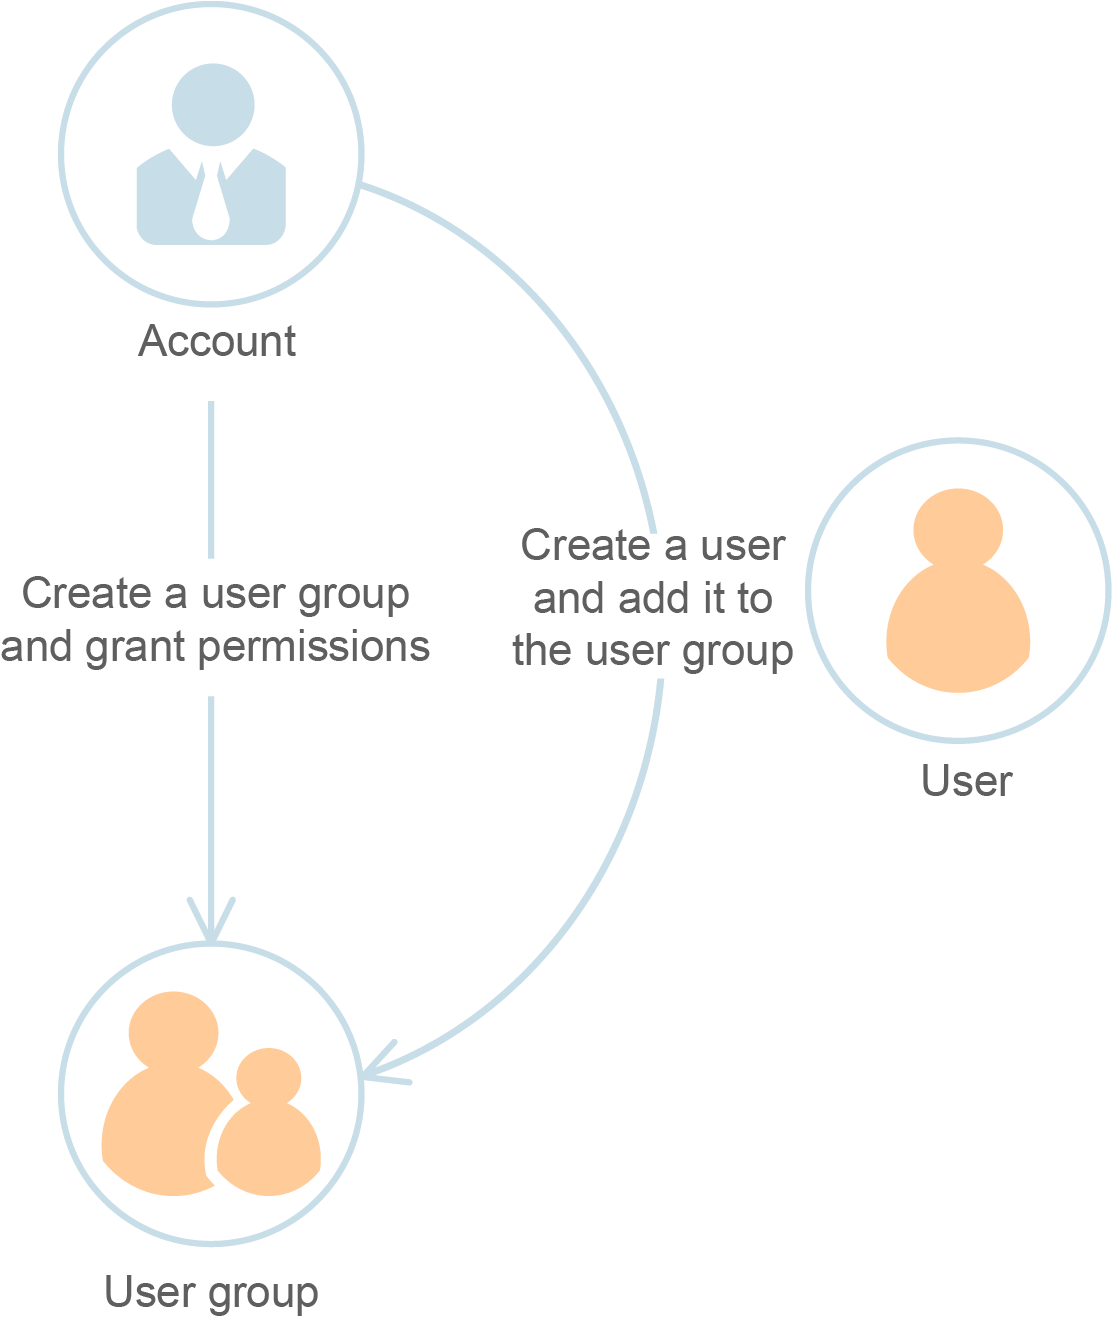 Account
Create a user group
and grant permissions
Create a user
and add it to
the user group
User
User group